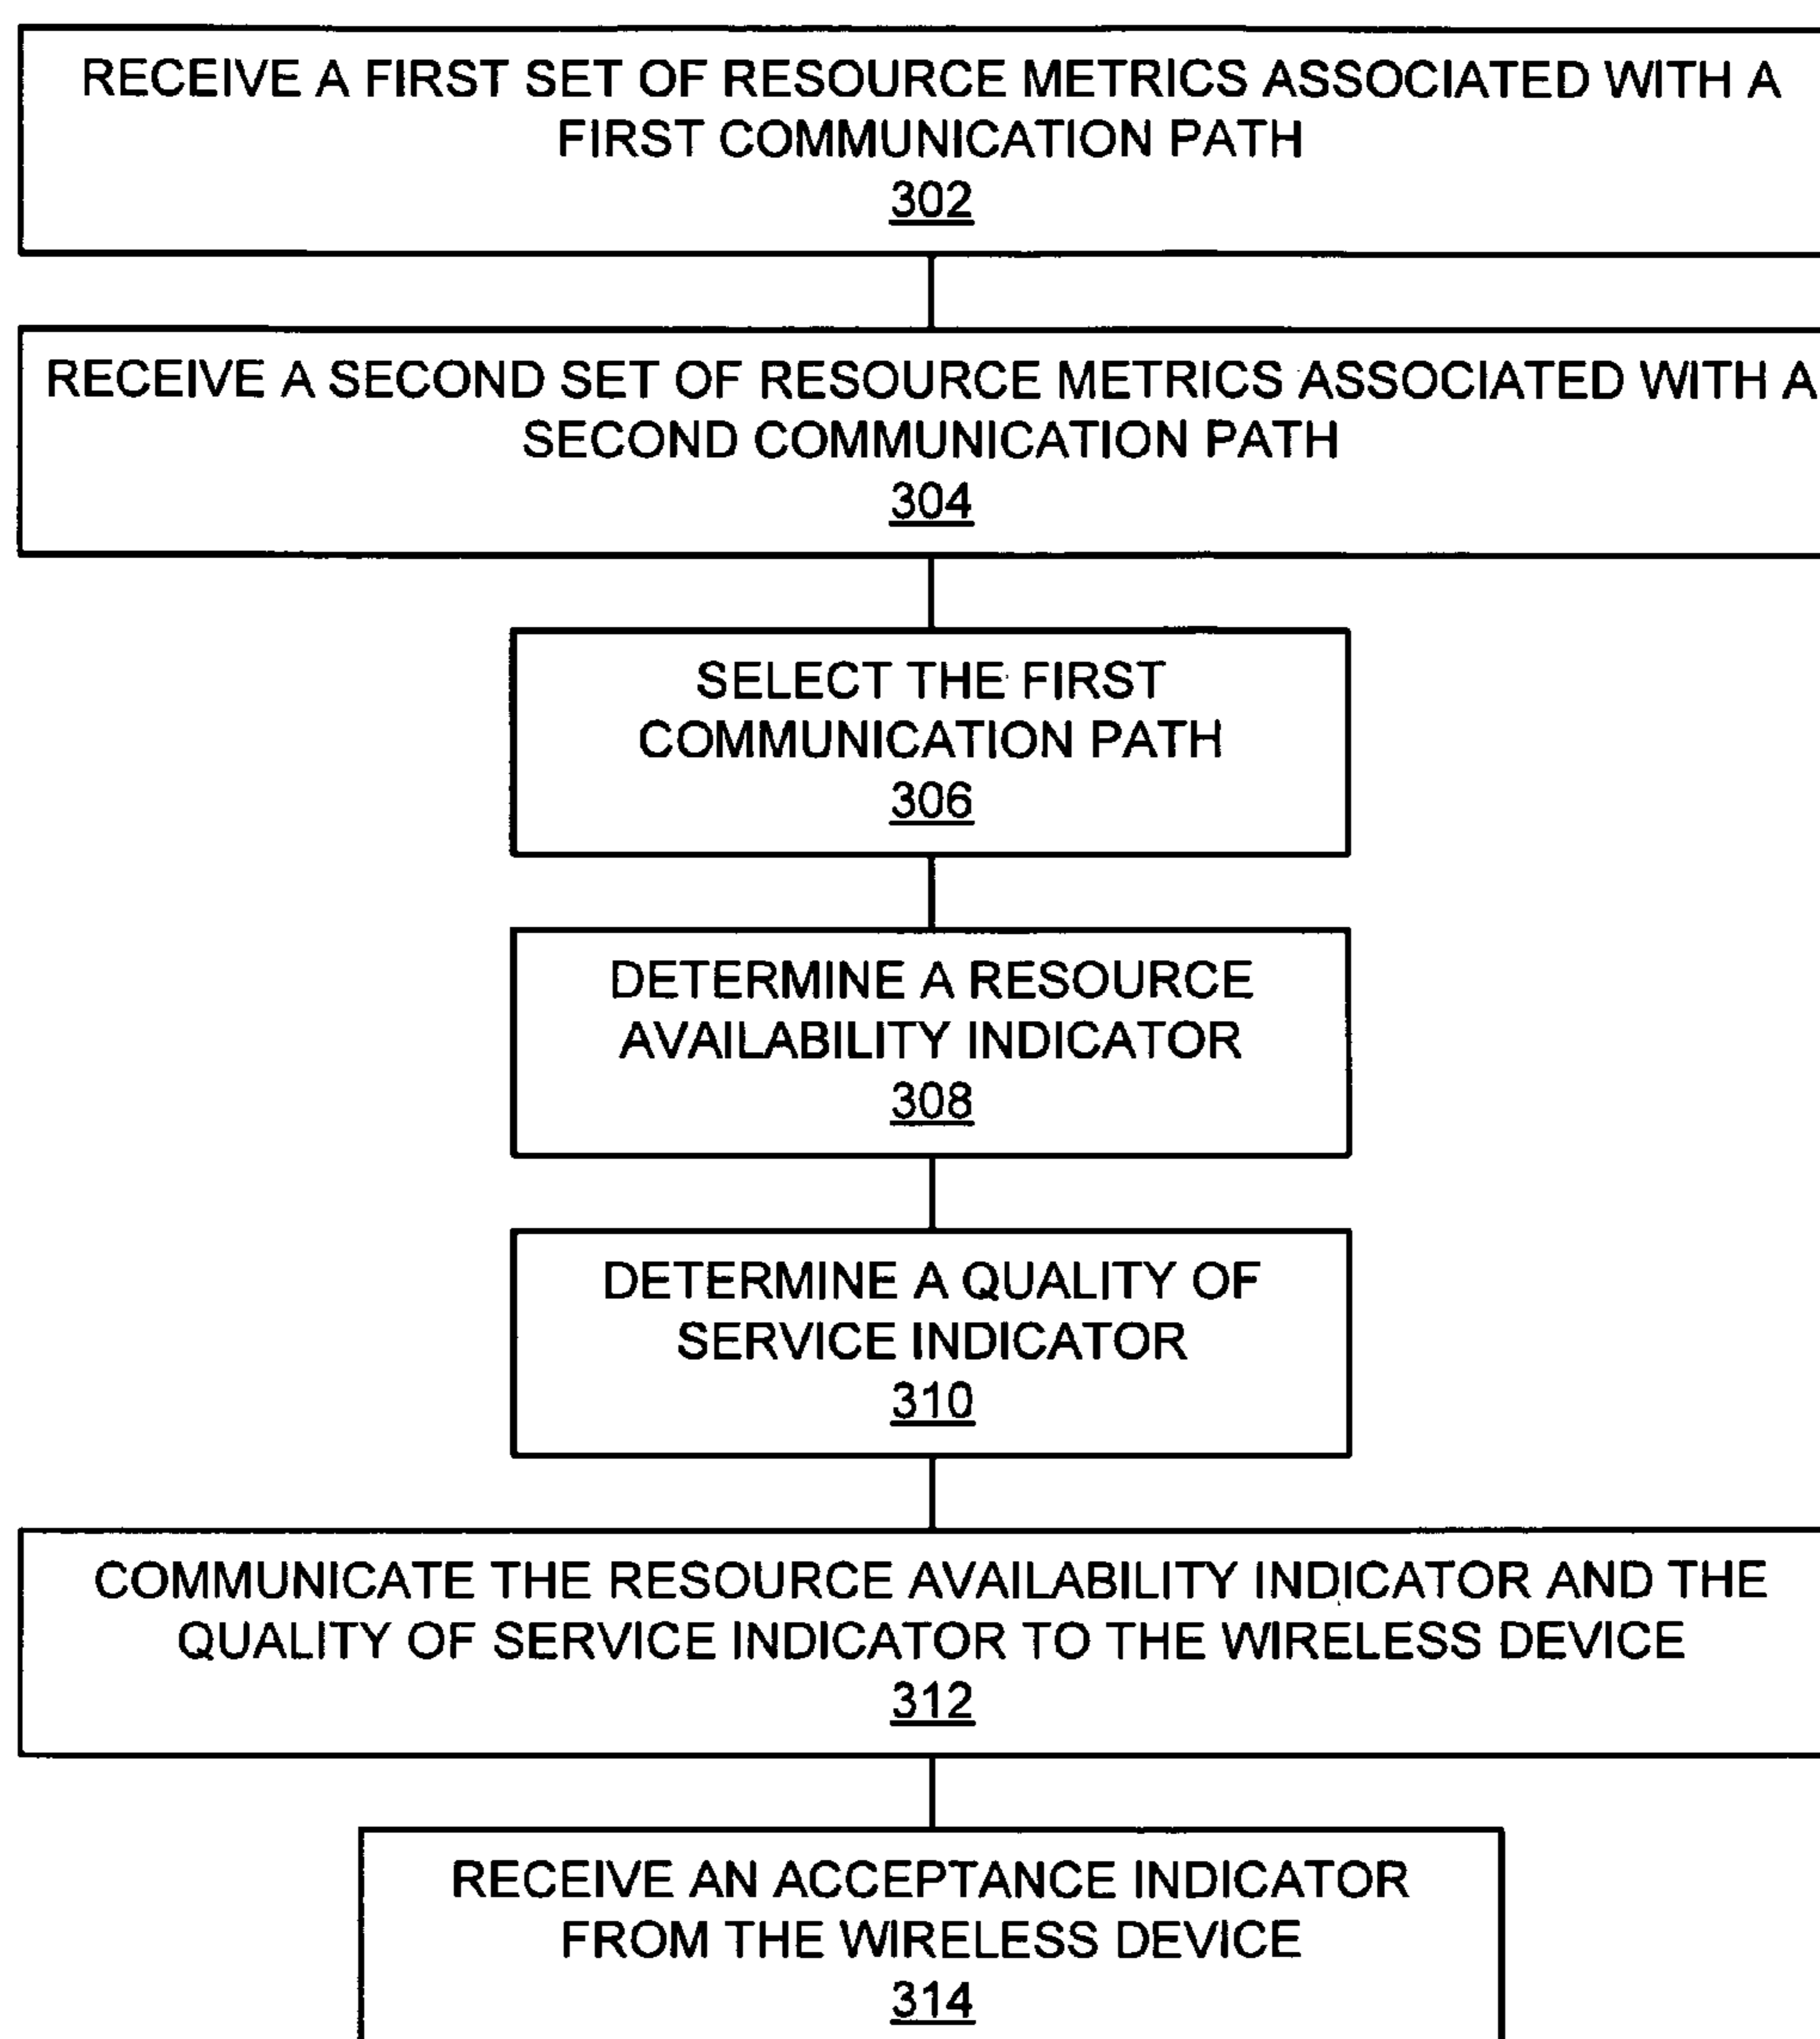 RECEIVE A FIRST SET OF RESOURCE METRICS ASSOCIATED WITH A
FIRST COMMUNICATION PATH
302
RECEIVE A SECOND SET OF RESOURCE METRICS ASSOCIATED WITH A
SECOND COMMUNICATION PATH
304
SELECT THE FIRST
COMMUNICATION PATH
306
DETERMINE A RESOURCE
AVAILABILITY INDICATOR
308
DETERMINE A QUALITY OF
SERVICE INDICATOR
310
COMMUNICATE THE RESOURCE AVAILABILITY INDICATOR AND THE
QUALITY OF SERVICE INDICATOR TO THE WIRELESS DEVICE
312
RECEIVE AN ACCEPTANCE INDICATOR
FROM THE WIRELESS DEVICE
314